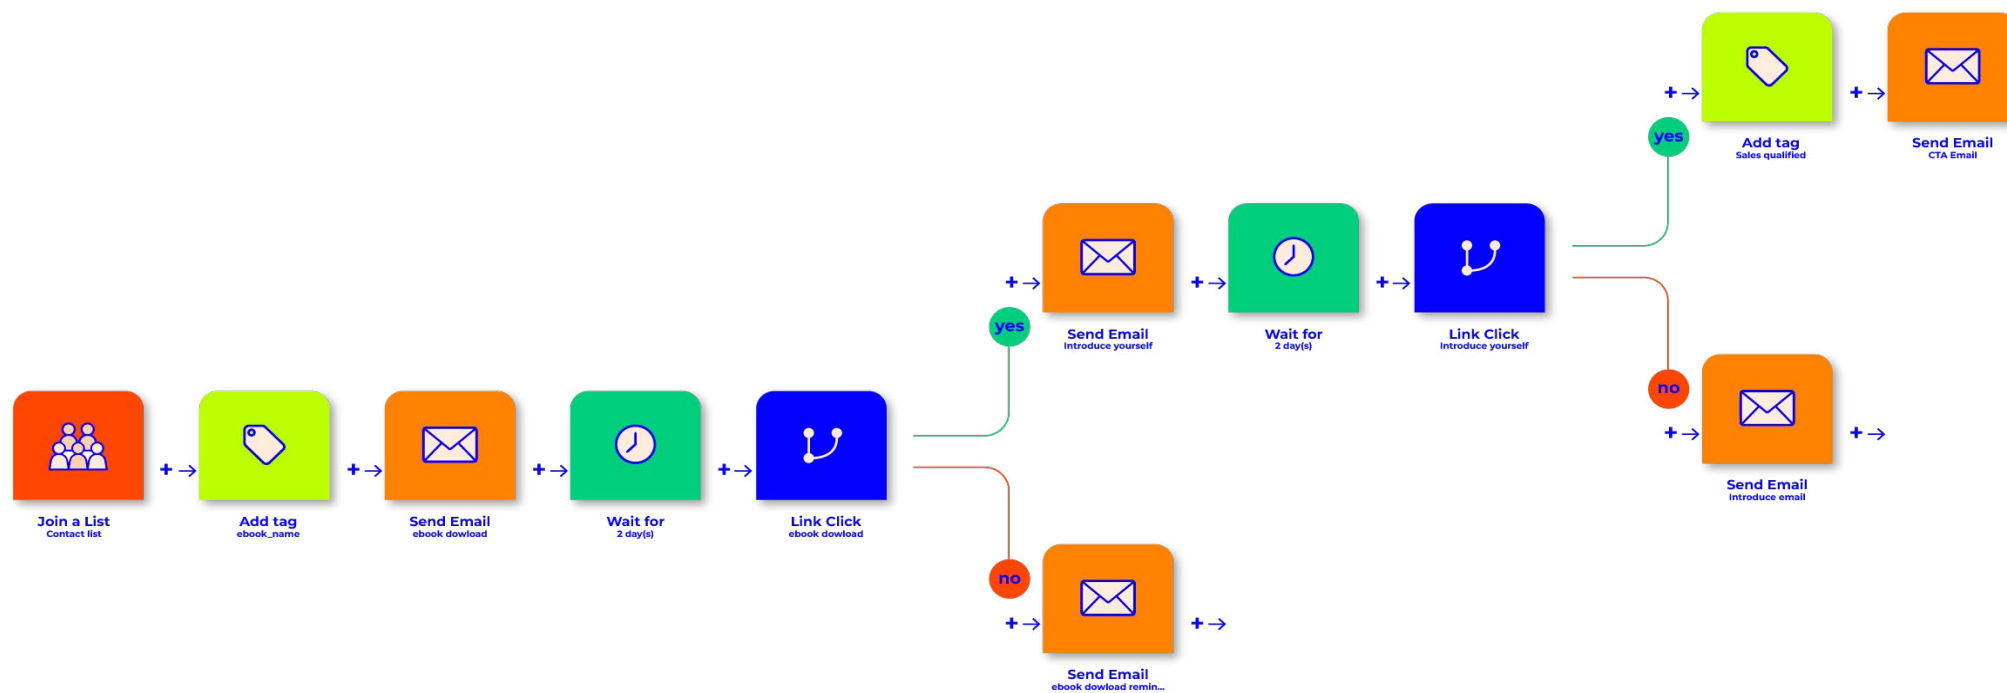 Join a List
Contact list
+
Add tag
ebook_name
+
Send Email
ebook dowload
+
Wait for
2 day(s)
+
Link Click
ebook dowload
yes
+
Send Email
Introduce yourself
+
Wait for
2 day(s)
+
Link Click
Introduce yourself
yes
+
Add tag
Sales qualified
+
Send Email
CTA Email
no
+
Send Email
Introduce email
+
no
+
Send Email
ebook dowload remin...
+